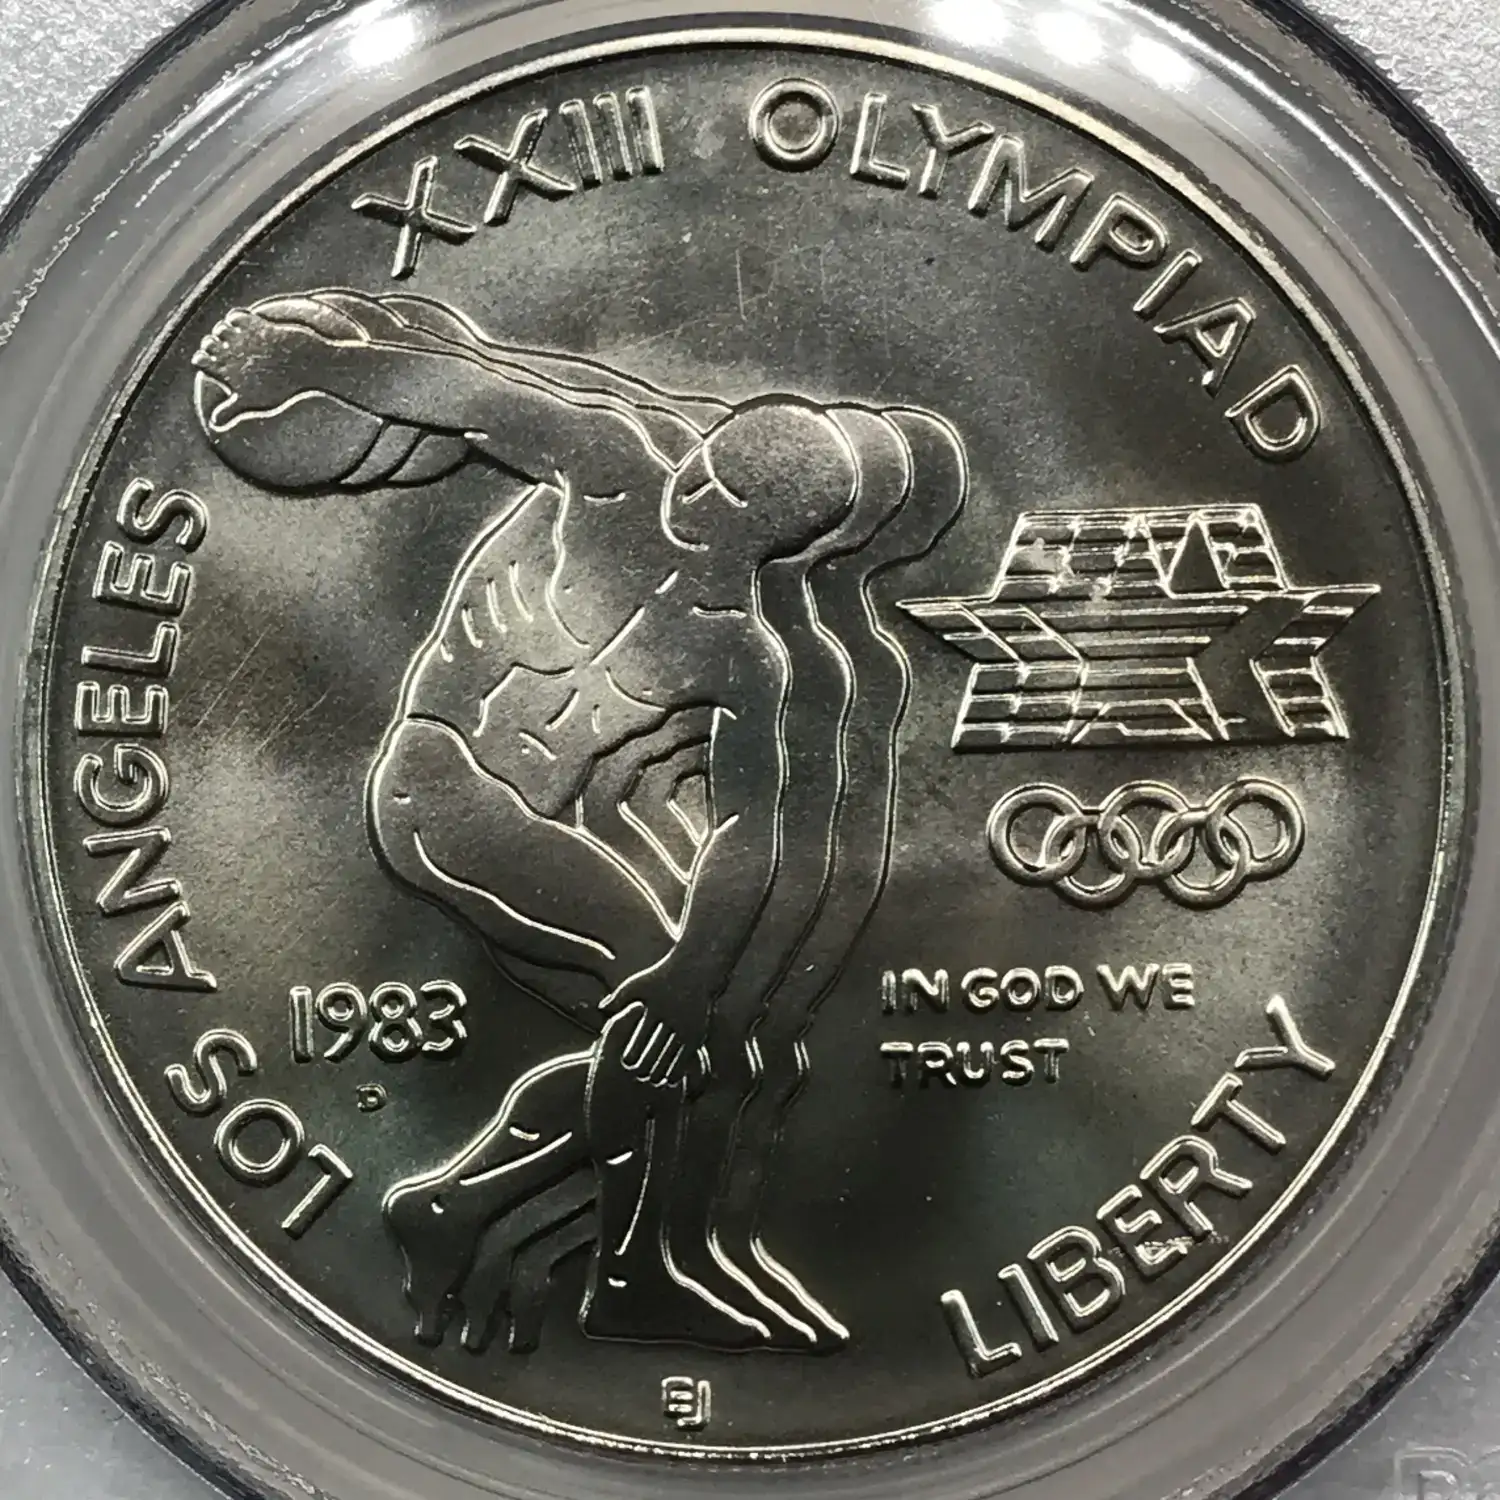 XXIII OLYMPIAD
LOS ANGELES
1983
D
IN GOD WE
TRUST
LIBERTY
EJ